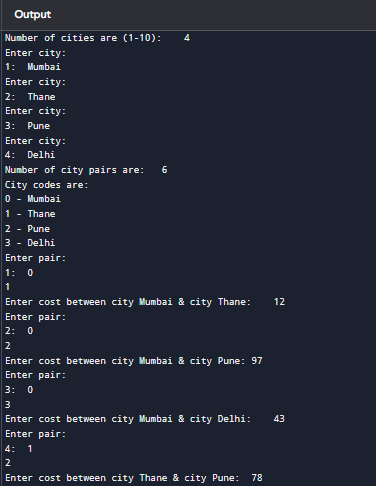 Output
Number of cities are (1-10):    4
Enter city:
1:  Mumbai
Enter city:
2:  Thane
Enter city:
3:  Pune
Enter city:
4:  Delhi
Number of city pairs are:   6
City codes are:
0 - Mumbai
1 - Thane
2 - Pune
3 - Delhi
Enter pair:
1:  0
1
Enter cost between city Mumbai & city Thane:    12
Enter pair:
2:  0
2
Enter cost between city Mumbai & city Pune: 97
Enter pair:
3:  0
3
Enter cost between city Mumbai & city Delhi:    43
Enter pair:
4:  1
2
Enter cost between city Thane & city Pune:  78